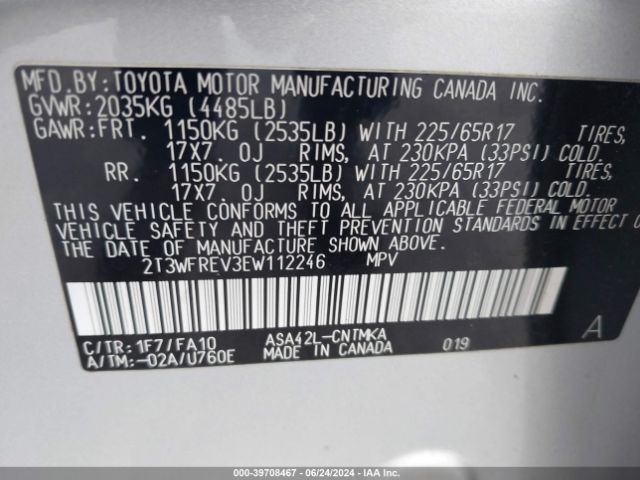 MFD.BY:TOYOTA MOTOR MANUFACTURING CANADA INC.
GVWR:2035KG (4485LB)
GAWR:FRT. 1150KG (2535LB) WITH 225/65R17 TIRES,
17X7.0J RIMS, AT 230KPA (33PSI) COLD.
RR. 1150KG (2535LB) WITH 225/65R17 TIRES,
17X7.0J RIMS, AT 230KPA (33PSI) COLD.
THIS VEHICLE CONFORMS TO ALL APPLICABLE FEDERAL MOTOR
VEHICLE SAFETY AND THEFT PREVENTION STANDARDS IN EFFECT O
THE DATE OF MANUFACTURE SHOWN ABOVE.
2T3WFREV3EW112246 MPV
C/TR:1F7/FA10 ASA42L-CNTMKA 019 A
A/TM:-02A/U760E MADE IN CANADA
000-39708467 - 06/24/2024 - IAAI.COM